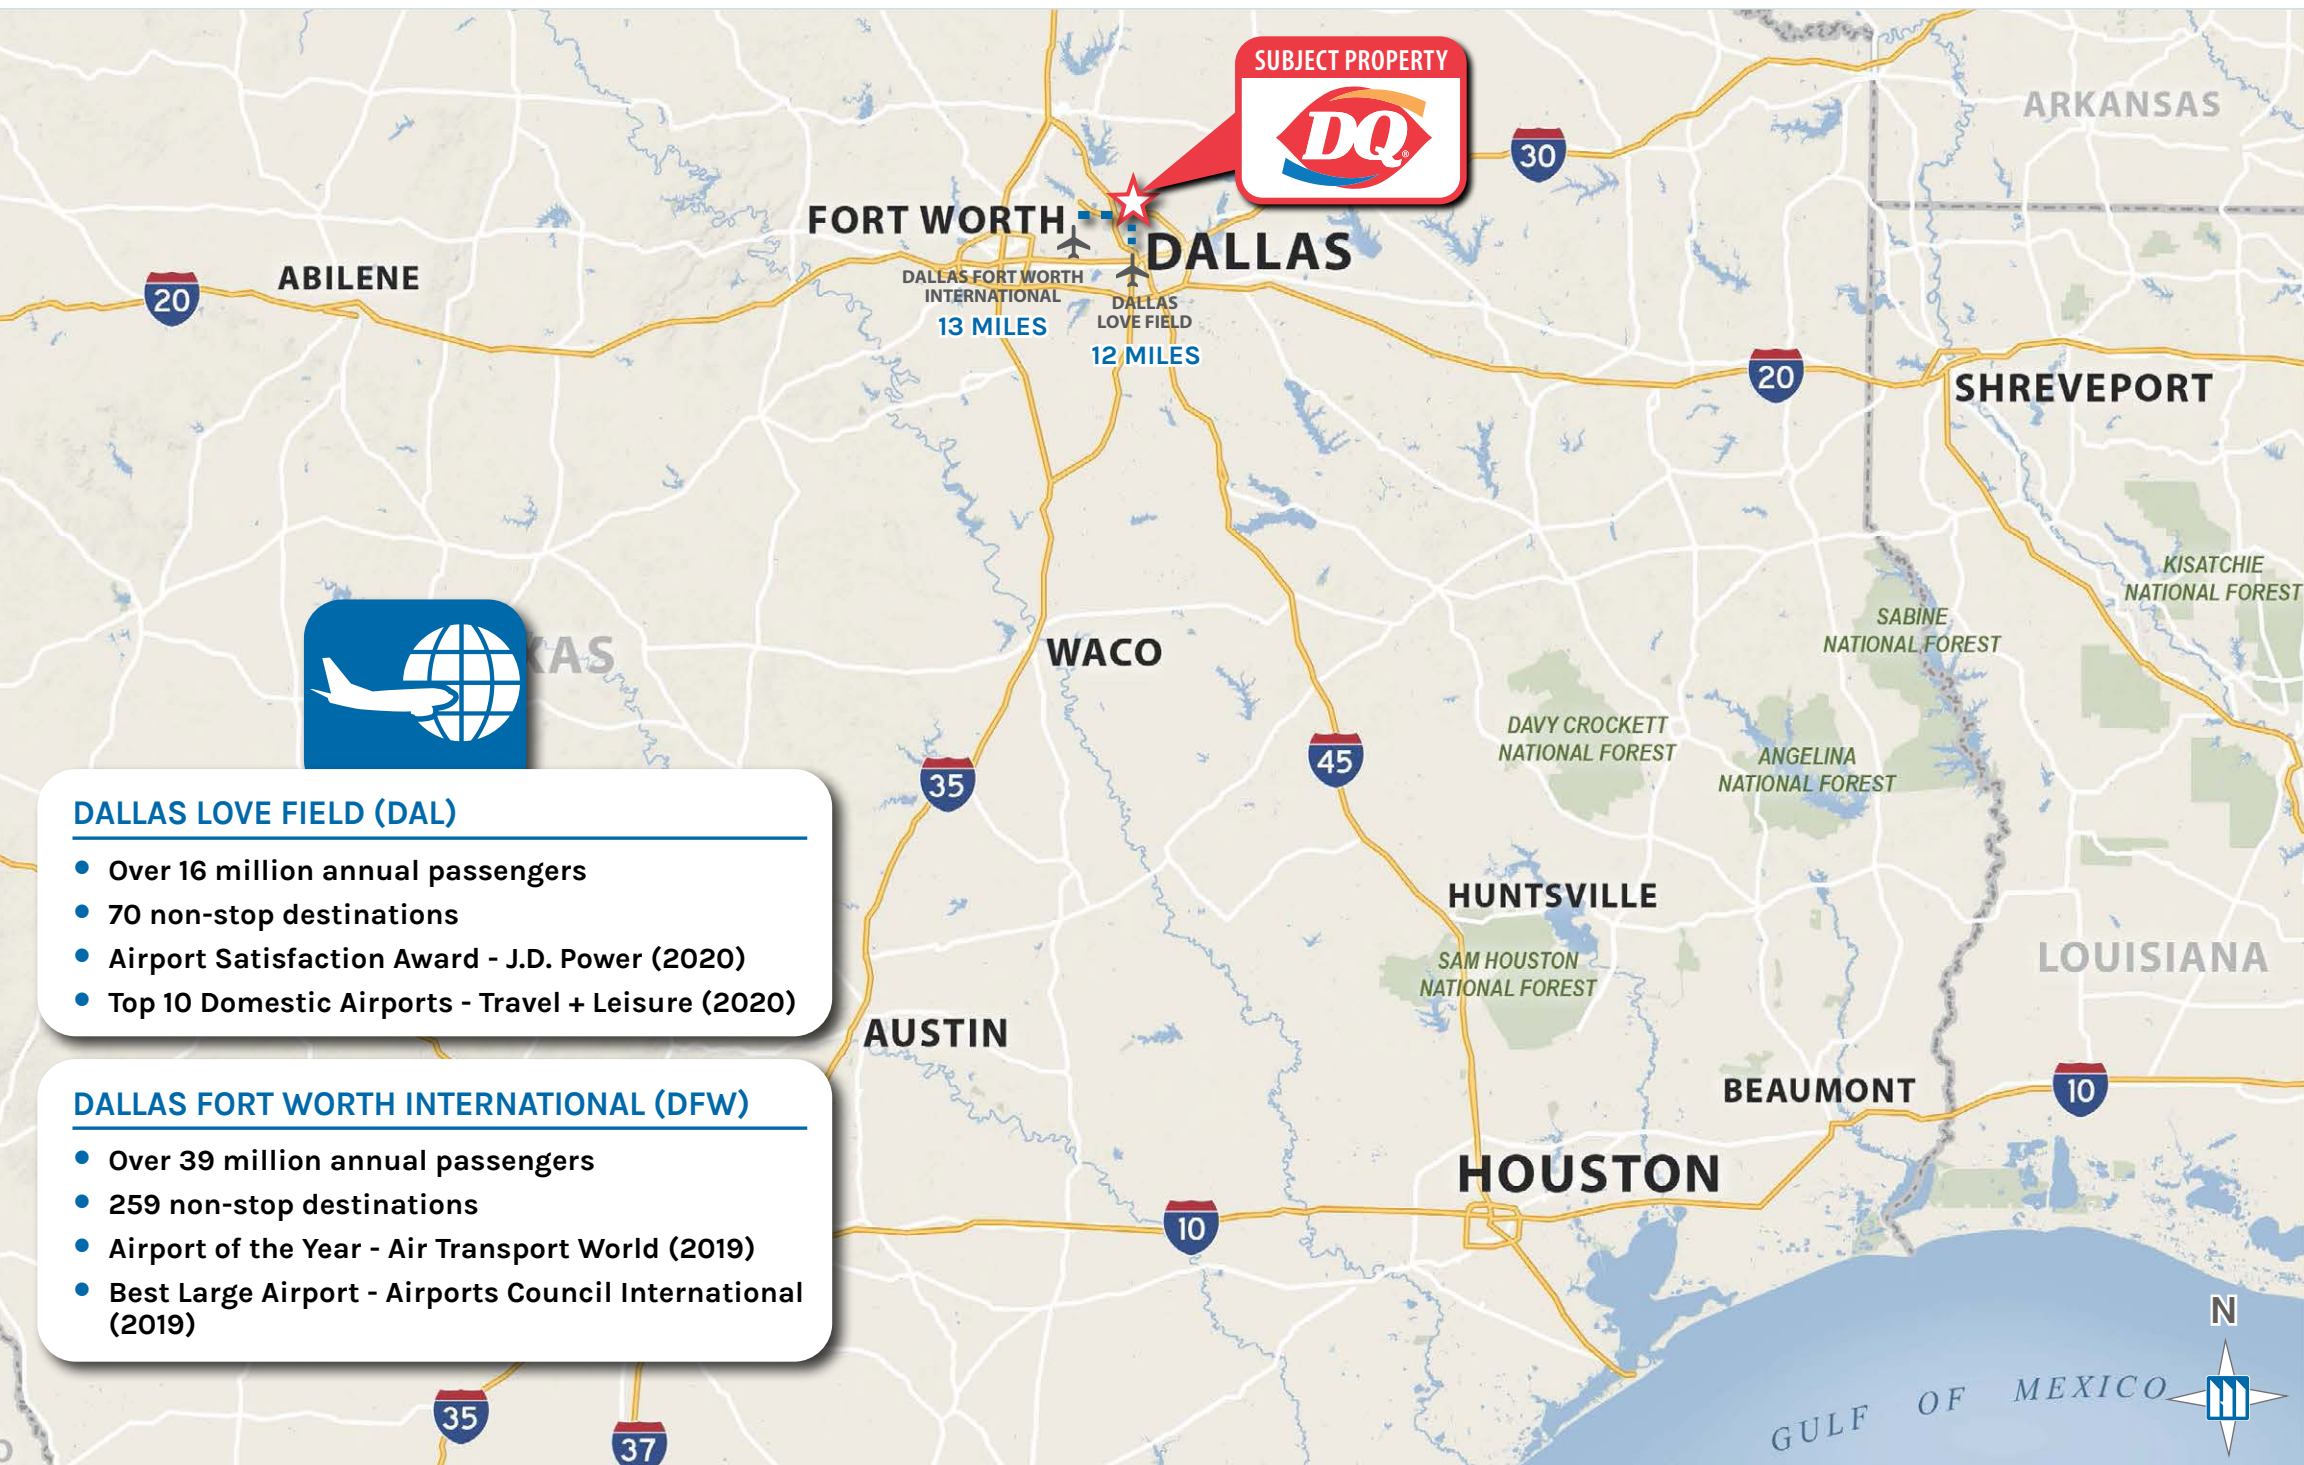 SUBJECT PROPERTY
DQ®
ARKANSAS
30
FORT WORTH
DALLAS
ABILENE
20
DALLAS FORT WORTH
INTERNATIONAL
13 MILES
DALLAS
LOVE FIELD
12 MILES
20
SHREVEPORT
KISATCHIE
NATIONAL FOREST
SABINE
NATIONAL FOREST
XAS
WACO
DAVY CROCKETT
NATIONAL FOREST
ANGELINA
NATIONAL FOREST
35
45
DALLAS LOVE FIELD (DAL)
• Over 16 million annual passengers
• 70 non-stop destinations
• Airport Satisfaction Award - J.D. Power (2020)
• Top 10 Domestic Airports - Travel + Leisure (2020)
HUNTSVILLE
SAM HOUSTON
NATIONAL FOREST
LOUISIANA
AUSTIN
BEAUMONT
10
DALLAS FORT WORTH INTERNATIONAL (DFW)
• Over 39 million annual passengers
• 259 non-stop destinations
• Airport of the Year - Air Transport World (2019)
• Best Large Airport - Airports Council International
(2019)
HOUSTON
10
N
GULF OF MEXICO
35
37